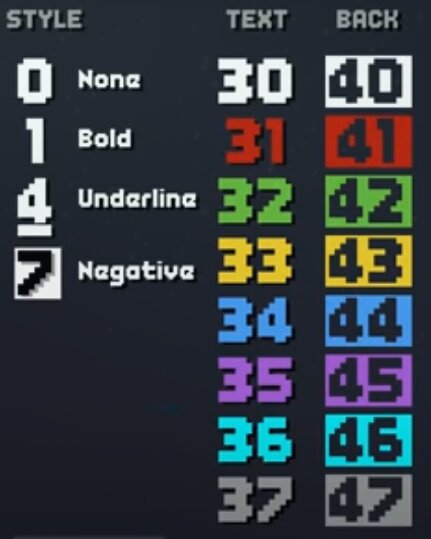 STYLE TEXT BACK
0 None 30 40
1 Bold 31 41
4 Underline 32 42
7 Negative 33 43
34 44
35 45
36 46
37 47